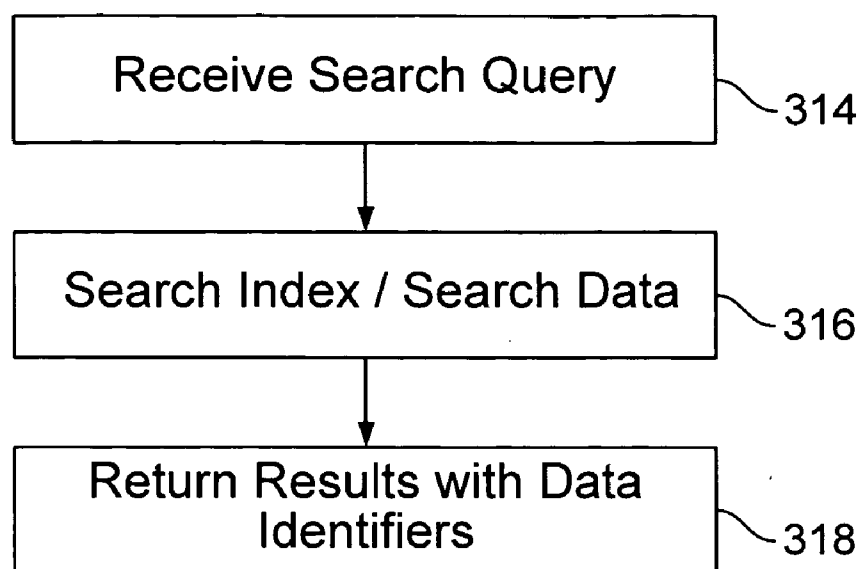 Receive Search Query
314
Search Index / Search Data
316
Return Results with Data
Identifiers
318